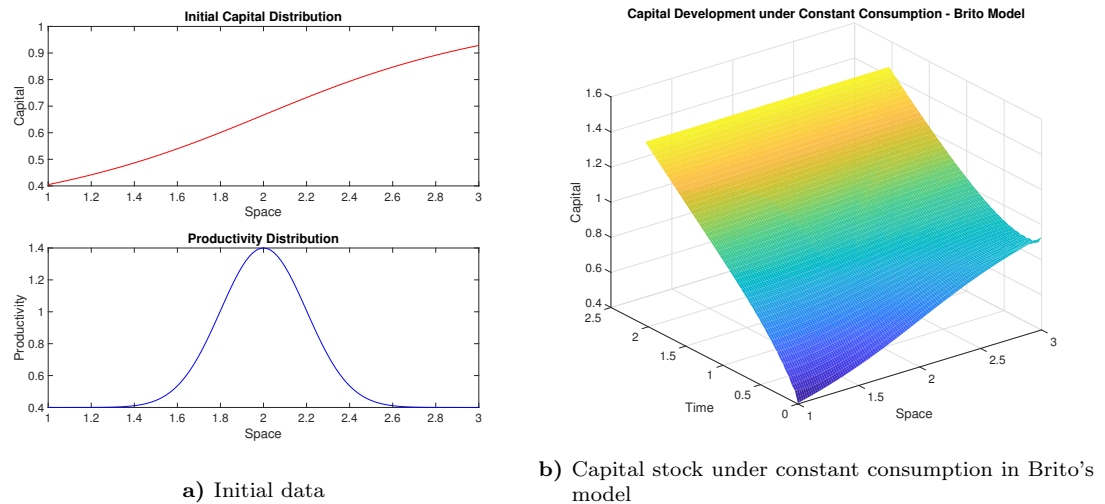 Initial Capital Distribution
1
0.9
0.8
0.7
0.6
0.5
0.4
Capital
1 1.2 1.4 1.6 1.8 2 2.2 2.4 2.6 2.8 3
Space
Productivity Distribution
1.4
1.2
1
0.8
0.6
0.4
Productivity
1 1.2 1.4 1.6 1.8 2 2.2 2.4 2.6 2.8 3
Space
a) Initial data
Capital Development under Constant Consumption - Brito Model
1.6
1.4
1.2
1
0.8
0.6
0.4
Capital
2.5 2 1.5 1 0.5 0
Time
1 1.5 2 2.5 3
Space
b) Capital stock under constant consumption in Brito's
model